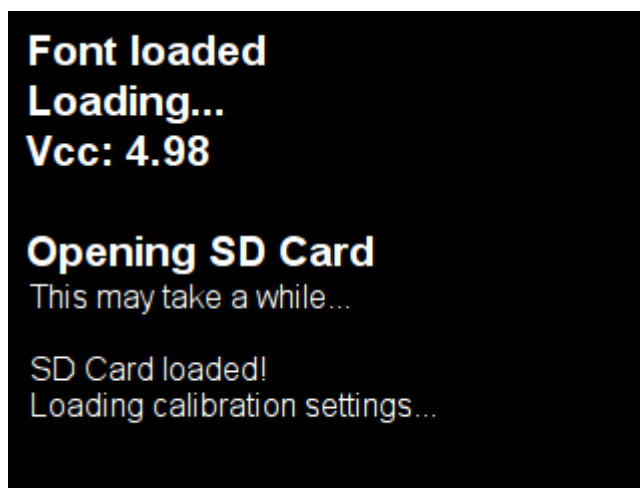 Font loaded
Loading...
Vcc: 4.98
Opening SD Card
This may take a while...
SD Card loaded!
Loading calibration settings...